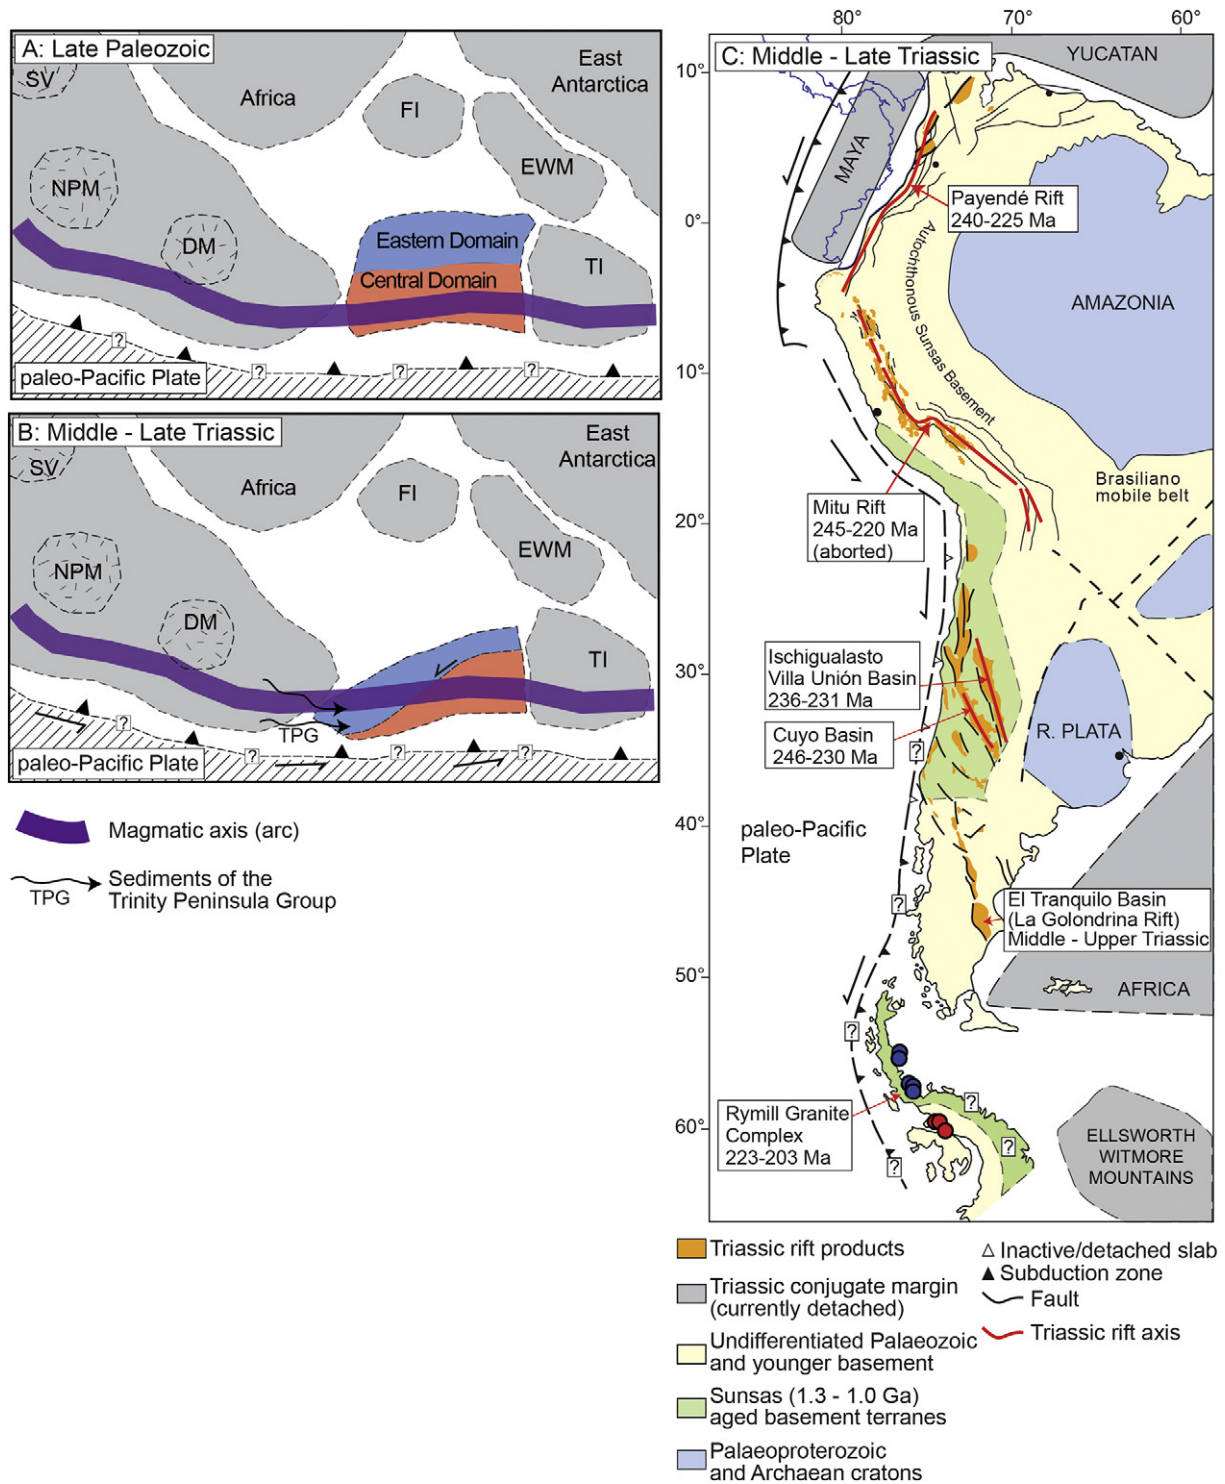 A: Late Paleozoic
SV
Africa
East
Antarctica
FI
EWM
NPM
DM
Eastern Domain
Central Domain
TI
?
?
?
?
paleo-Pacific Plate
B: Middle - Late Triassic
SV
Africa
East
Antarctica
FI
EWM
NPM
DM
TI
TPG
?
?
?
?
paleo-Pacific Plate
Magmatic axis (arc)
TPG
Sediments of the
Trinity Peninsula Group
80°
70°
60°
C: Middle - Late Triassic
YUCATAN
10°
MAYA
Payendé Rift
240-225 Ma
0°
Autochthonous Sunsas Basement
AMAZONIA
10°
Brasiliano
mobile belt
Mitu Rift
245-220 Ma
(aborted)
20°
Ischigualasto
Villa Unión Basin
236-231 Ma
30°
Cuyo Basin
246-230 Ma
R. PLATA
?
40°
paleo-Pacific
Plate
El Tranquilo Basin
(La Golondrina Rift)
Middle - Upper Triassic
?
50°
AFRICA
?
Rymill Granite
Complex
223-203 Ma
?
?
?
60°
ELLSWORTH
WITMORE
MOUNTAINS
Triassic rift products
Triassic conjugate margin
(currently detached)
Undifferentiated Palaeozoic
and younger basement
Sunsas (1.3 - 1.0 Ga)
aged basement terranes
Palaeoproterozoic
and Archaean cratons
Inactive/detached slab
Subduction zone
Fault
Triassic rift axis